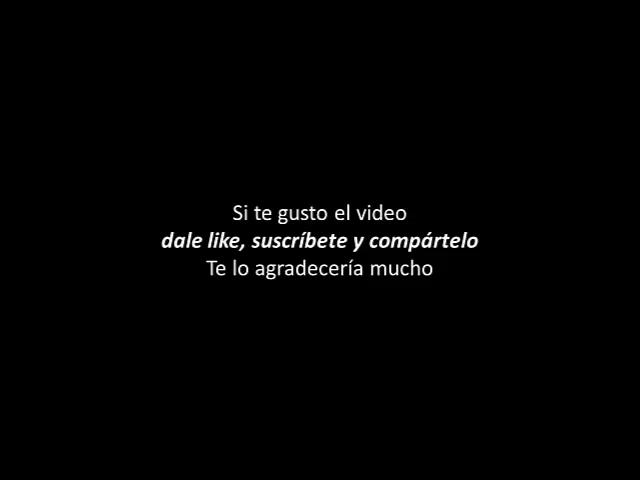 Si te gusto el video
dale like, suscríbete y compártelo
Te lo agradecería mucho